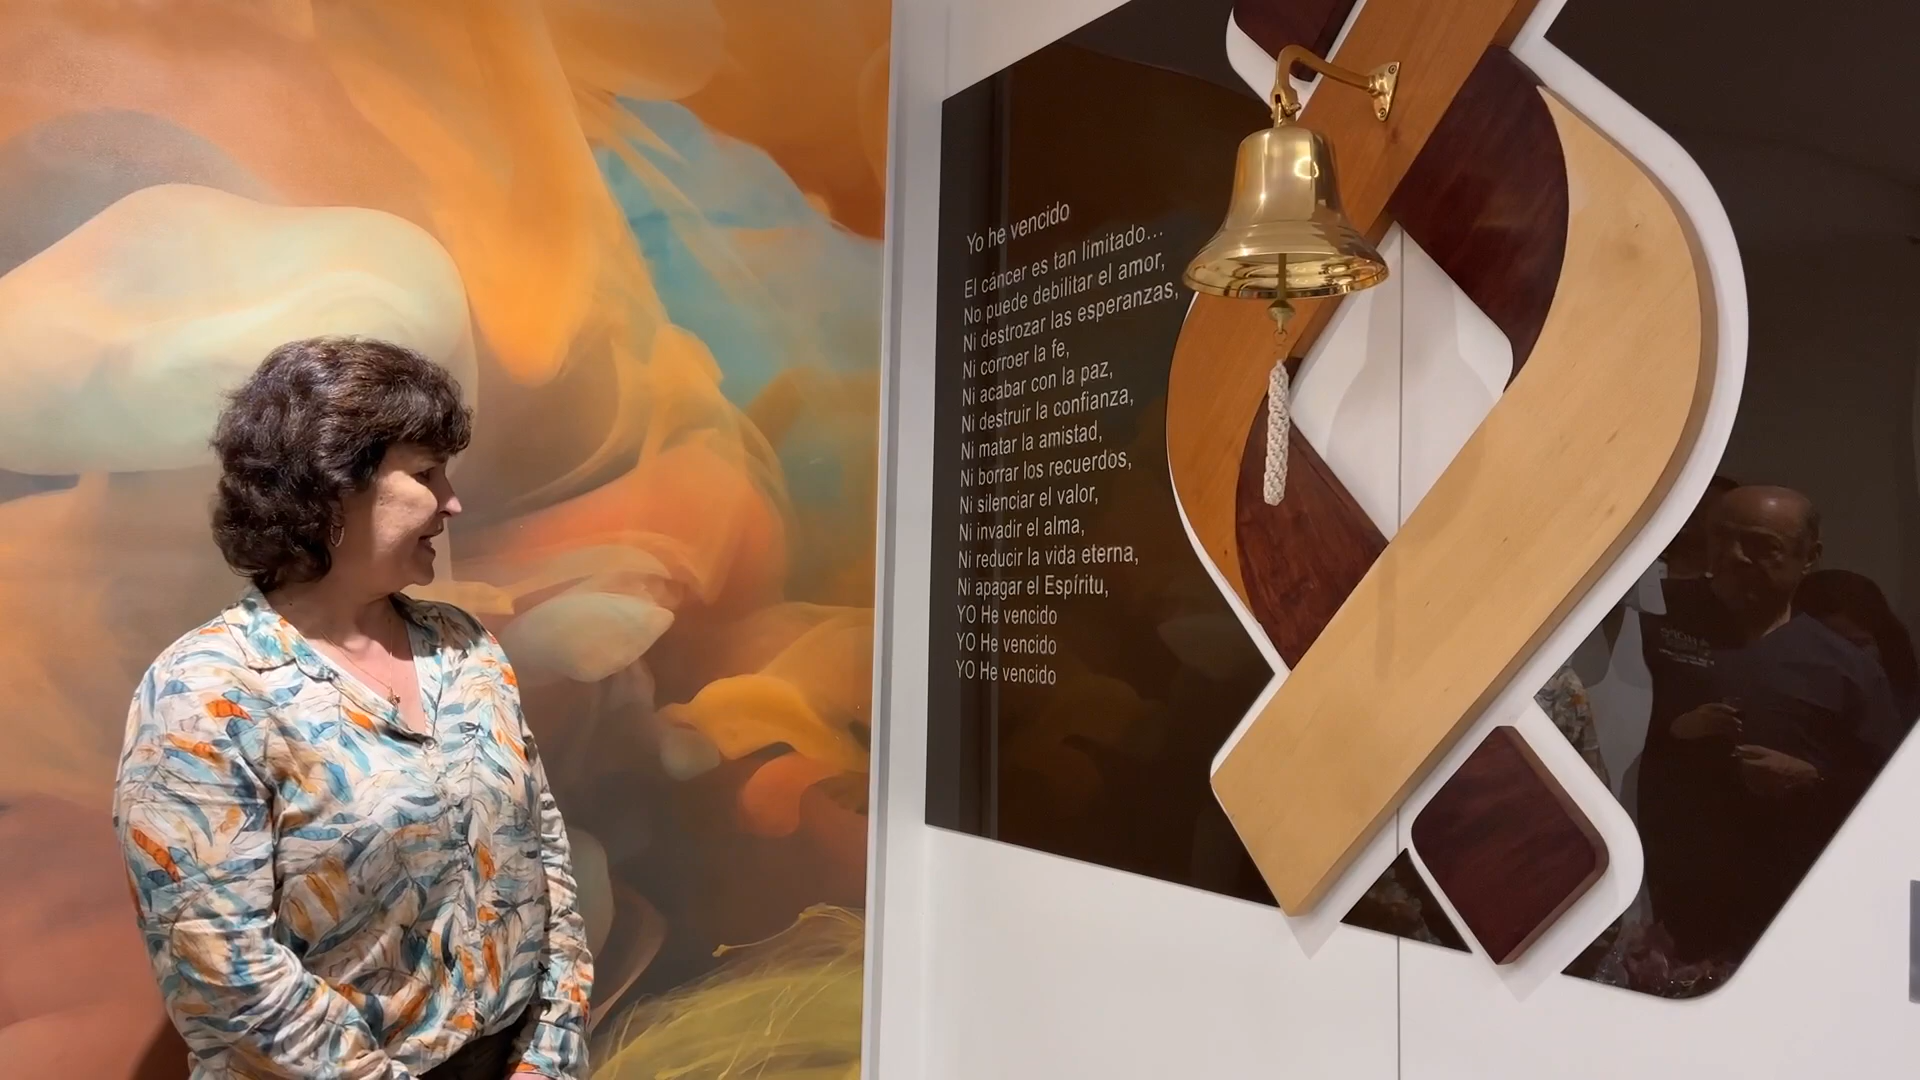 Yo he vencido
El cáncer es tan limitado...
No puede debilitar el amor,
Ni destrozar las esperanzas,
Ni corroer la fe,
Ni acabar con la paz,
Ni destruir la confianza,
Ni matar la amistad,
Ni borrar los recuerdos,
Ni silenciar el valor,
Ni invadir el alma,
Ni reducir la vida eterna,
Ni apagar el Espíritu,
YO He vencido
YO He vencido
YO He vencido